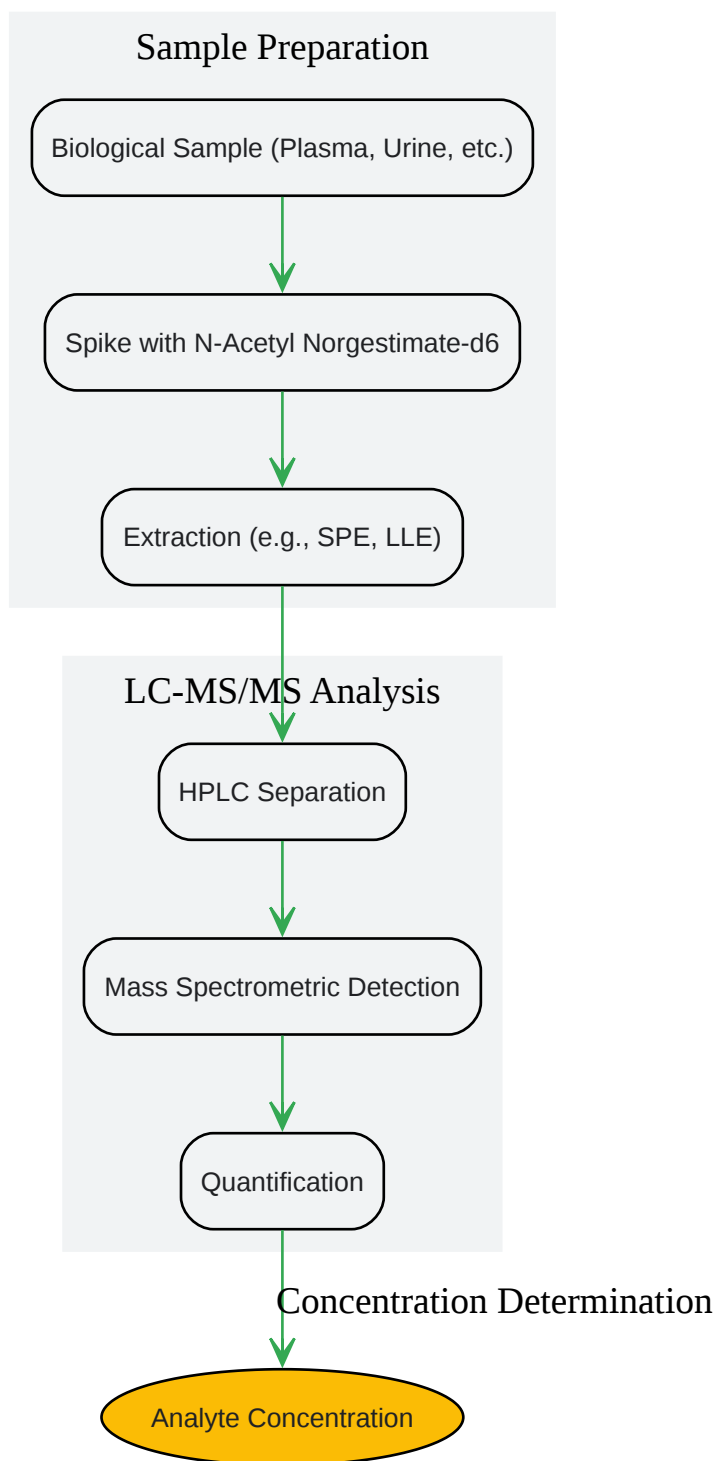 Sample Preparation
Biological Sample (Plasma, Urine, etc.)
Spike with N-Acetyl Norgestimate-d6
Extraction (e.g., SPE, LLE)
LC-MS/MS Analysis
HPLC Separation
Mass Spectrometric Detection
Quantification
Concentration Determination
Analyte Concentration